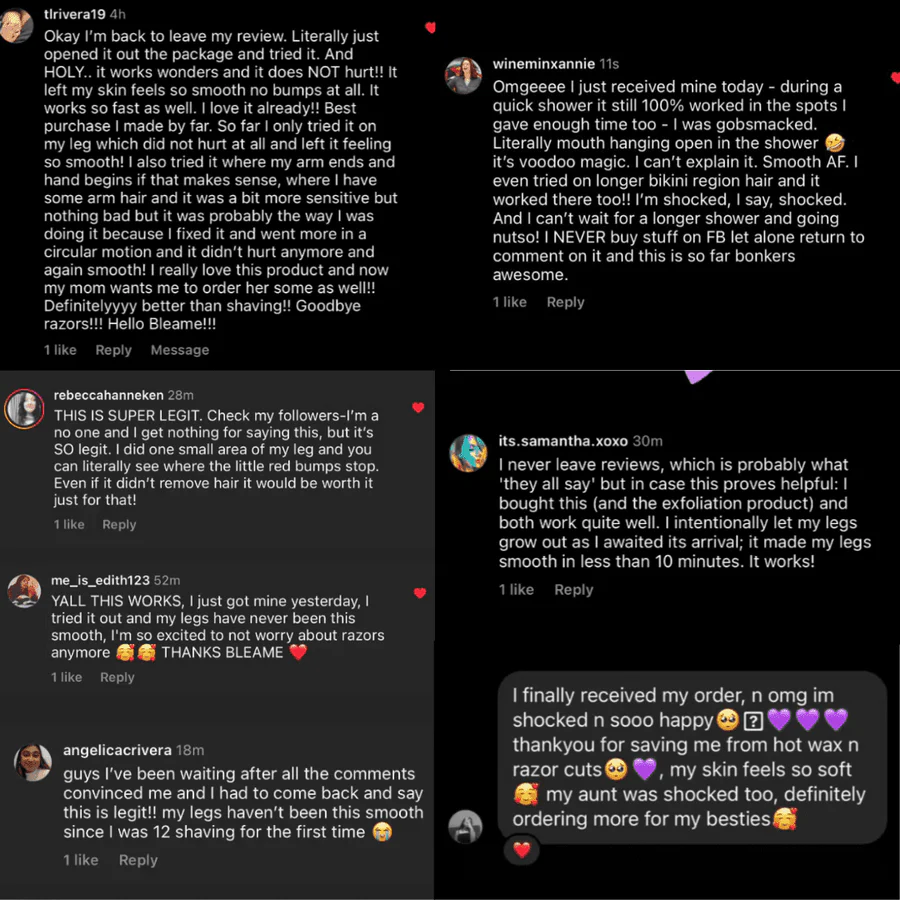 tlrivera19 4h
Okay I'm back to leave my review. Literally just
opened it out the package and tried it. And
HOLY.. it works wonders and it does NOT hurt!! It
left my skin feels so smooth no bumps at all. It
works so fast as well. I love it already!! Best
purchase I made by far. So far I only tried it on
my leg which did not hurt at all and left it feeling
so smooth! I also tried it where my arm ends and
hand begins if that makes sense, where I have
some arm hair and it was a bit more sensitive but
nothing bad but it was probably the way I was
doing it because I fixed it and went more in a
circular motion and it didn't hurt anymore and
again smooth! I really love this product and now
my mom wants me to order her some as well!!
Definitelyyyy better than shaving!! Goodbye
razors!!! Hello Bleame!!!
1 like Reply Message
wineminxannie 11s
Omgeeee I just received mine today - during a
quick shower it still 100% worked in the spots I
gave enough time too - I was gobsmacked.
Literally mouth hanging open in the shower 🤣
it's voodoo magic. I can't explain it. Smooth AF. I
even tried on longer bikini region hair and it
worked there too!! I'm shocked, I say, shocked.
And I can't wait for a longer shower and going
nutso! I NEVER buy stuff on FB let alone return to
comment on it and this is so far bonkers
awesome.
1 like Reply
rebeccahanneken 28m
THIS IS SUPER LEGIT. Check my followers-I'm a
no one and I get nothing for saying this, but it's
SO legit. I did one small area of my leg and you
can literally see where the little red bumps stop.
Even if it didn't remove hair it would be worth it
just for that!
1 like Reply
me_is_edith123 52m
YALL THIS WORKS, I just got mine yesterday, I
tried it out and my legs have never been this
smooth, I'm so excited to not worry about razors
anymore 🥰🥰 THANKS BLEAME ❤️
1 like Reply
angelicacrivera 18m
guys I've been waiting after all the comments
convinced me and I had to come back and say
this is legit!! my legs haven't been this smooth
since I was 12 shaving for the first time 😭
1 like Reply
its.samantha.xoxo 30m
I never leave reviews, which is probably what
'they all say' but in case this proves helpful: I
bought this (and the exfoliation product) and
both work quite well. I intentionally let my legs
grow out as I awaited its arrival; it made my legs
smooth in less than 10 minutes. It works!
1 like Reply
I finally received my order, n omg im
shocked n sooo happy🥺⍰💜💜💜
thankyou for saving me from hot wax n
razor cuts🥺💜, my skin feels so soft
🥰 my aunt was shocked too, definitely
ordering more for my besties🥰